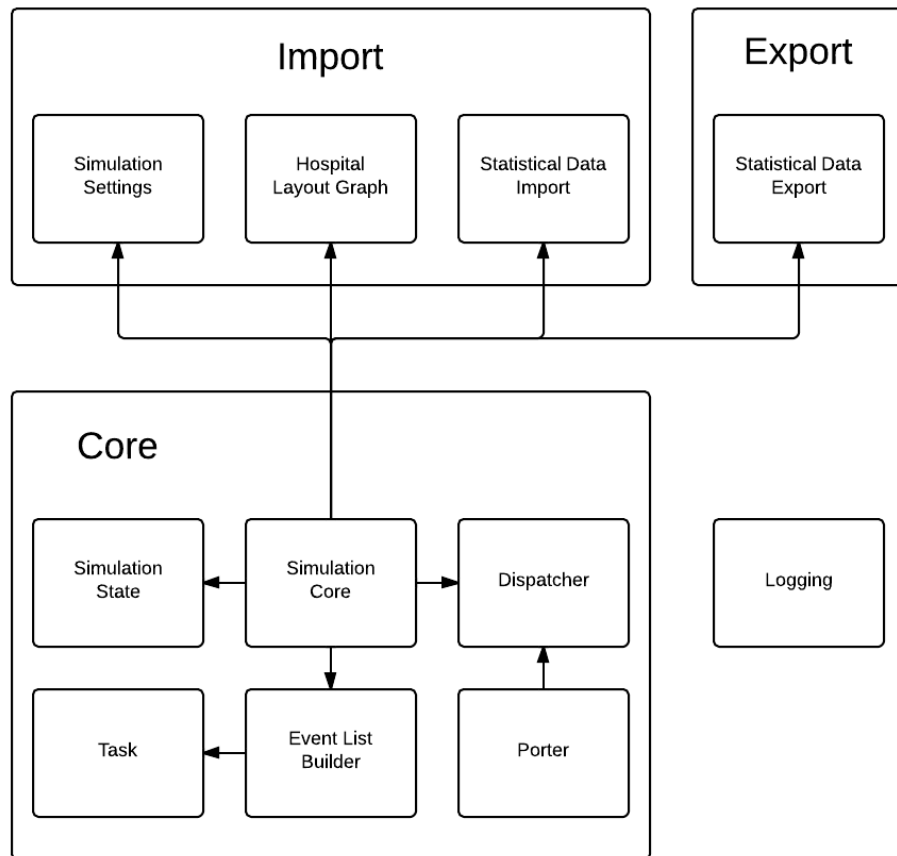 Import
Export
Simulation
Settings
Hospital
Layout Graph
Statistical Data
Import
Statistical Data
Export
Core
Simulation
State
Simulation
Core
Dispatcher
Logging
Task
Event List
Builder
Porter